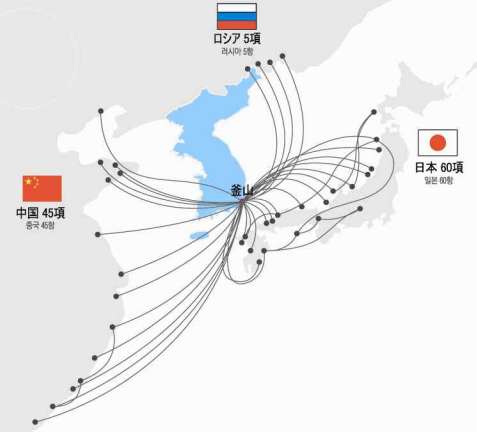 ロシア 5項
러시아 5항
釜山
日本 60項
일본 60항
中国 45項
중국 45항